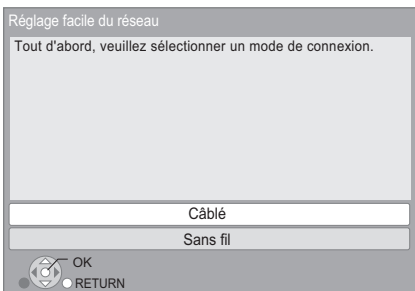 Réglage facile du réseau
Tout d'abord, veuillez sélectionner un mode de connexion.
Câblé
Sans fil
OK
RETURN